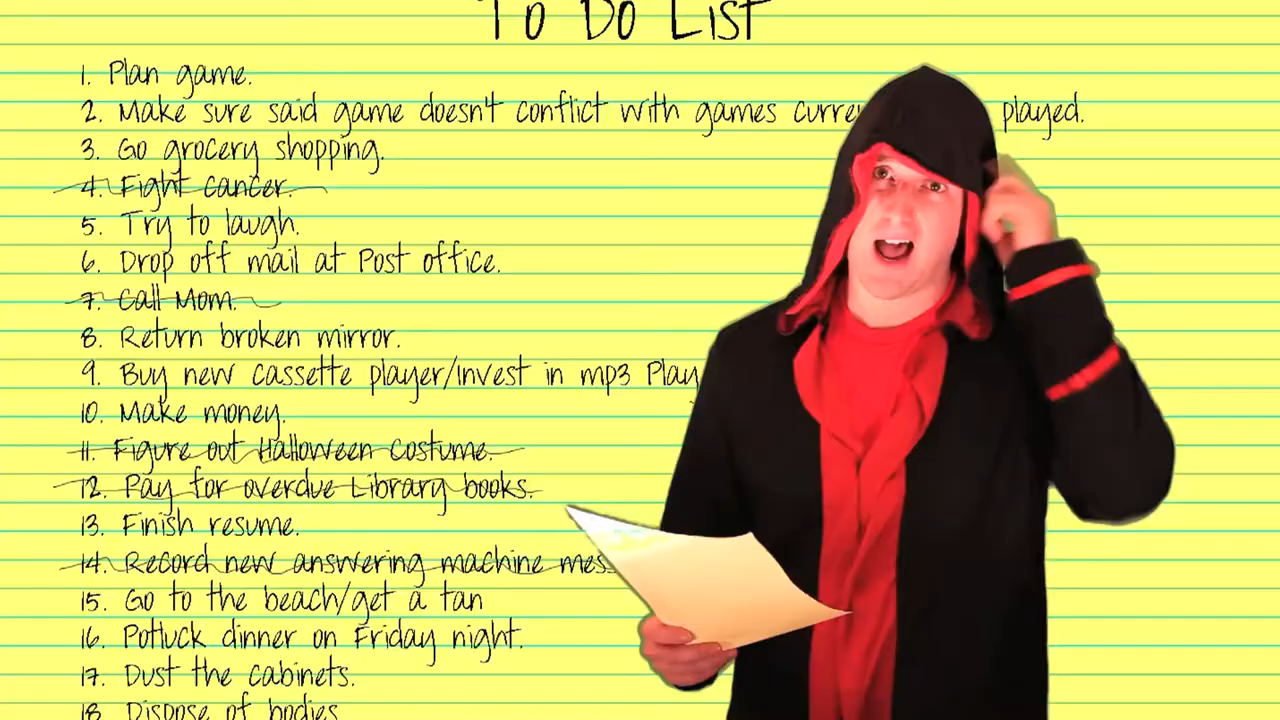 To Do List
1. Plan game.
2. Make sure said game doesn't conflict with games played.
3. Go grocery shopping.
4. Fight cancer.
5. Try to laugh.
6. Drop off mail at Post office.
7. Call Mom.
8. Return broken mirror.
9. Buy new cassette player/invest in mp3 Play
10. Make money.
11. Figure out Halloween Costume.
12. Pay for overdue Library books.
13. Finish resume.
14. Record new answering machine mes
15. Go to the beach/get a tan
16. Potluck dinner on Friday night.
17. Dust the cabinets.
18. Dispose of bodies